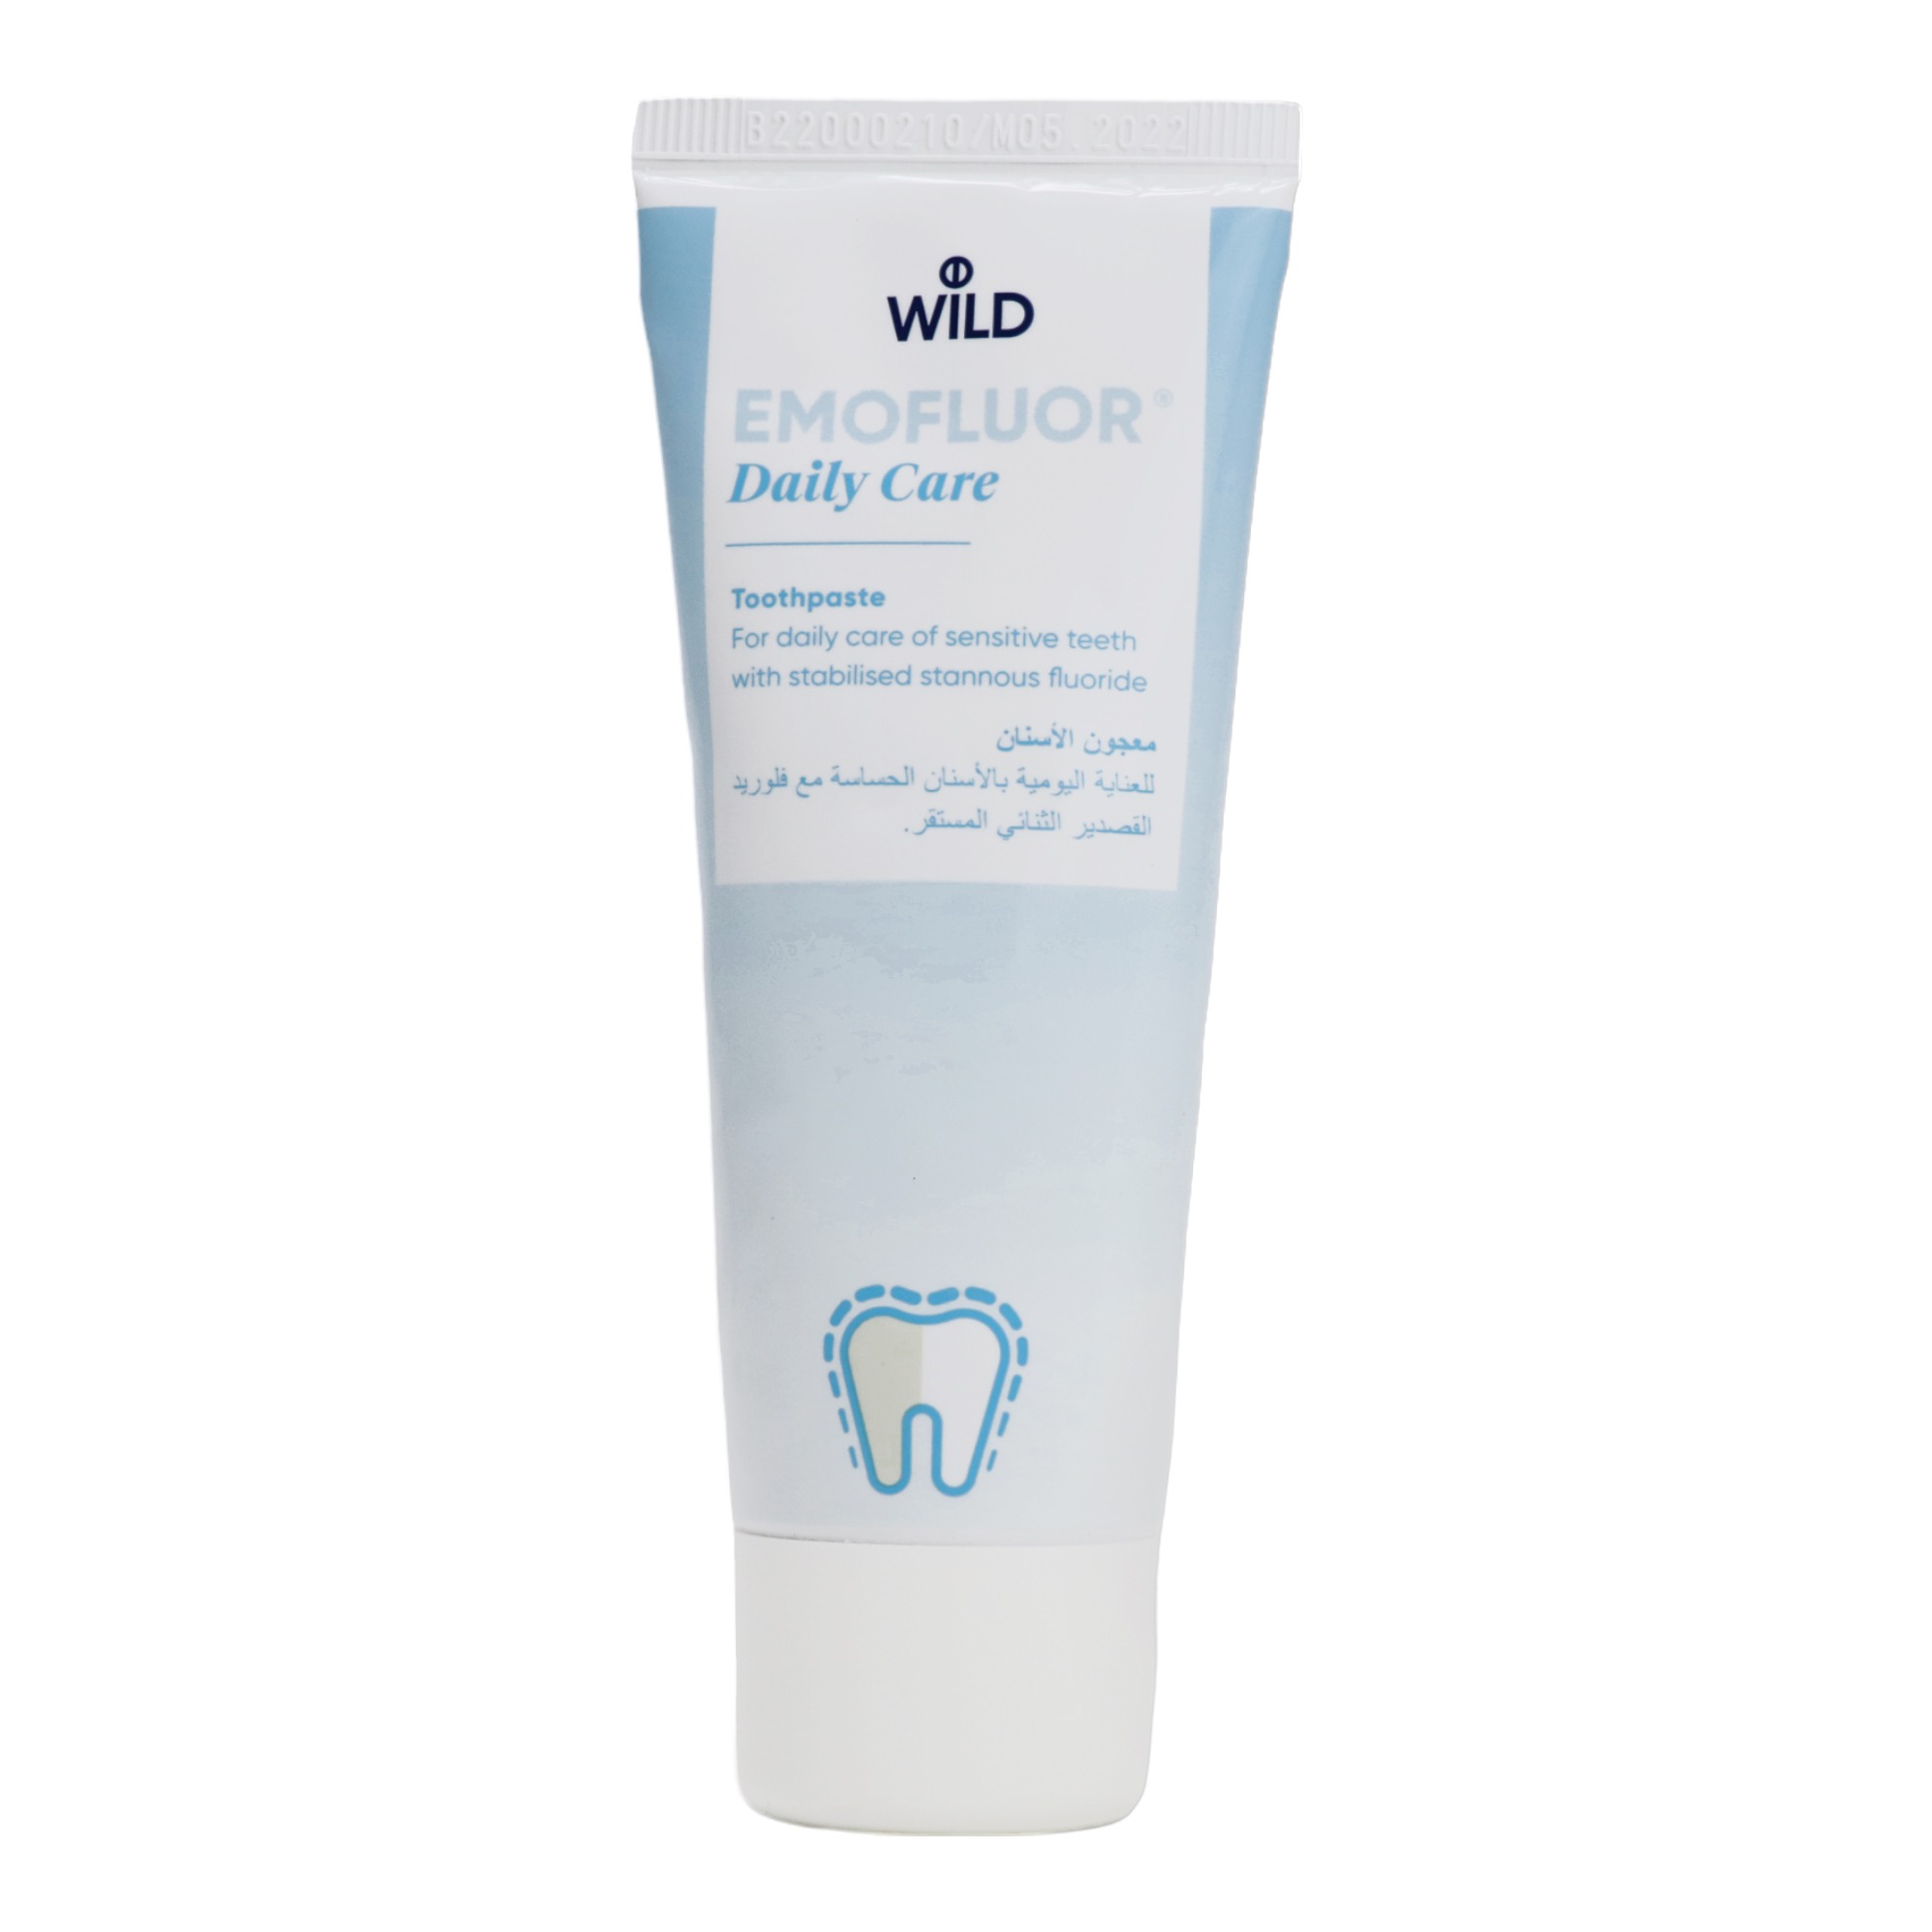 B22000210/M05.2022
WILD
EMOFLUOR®
Daily Care
Toothpaste
For daily care of sensitive teeth
with stabilised stannous fluoride
معجون الأسنان
للعناية اليومية بالأسنان الحساسة مع فلوريد
القصدير الثنائي المستقر.